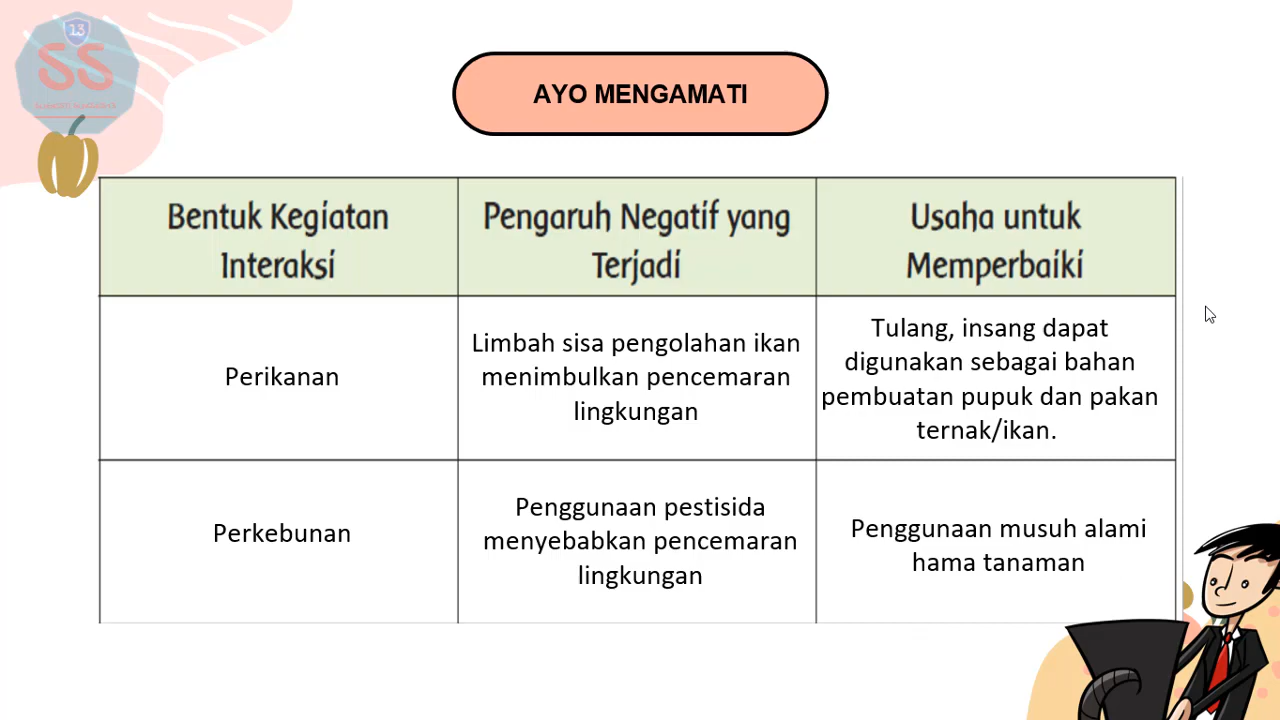 13
SS
AYO MENGAMATI
Bentuk Kegiatan
Interaksi
Pengaruh Negatif yang
Terjadi
Usaha untuk
Memperbaiki
Perikanan
Limbah sisa pengolahan ikan
menimbulkan pencemaran
lingkungan
Tulang, insang dapat
digunakan sebagai bahan
pembuatan pupuk dan pakan
ternak/ikan.
Perkebunan
Penggunaan pestisida
menyebabkan pencemaran
lingkungan
Penggunaan musuh alami
hama tanaman